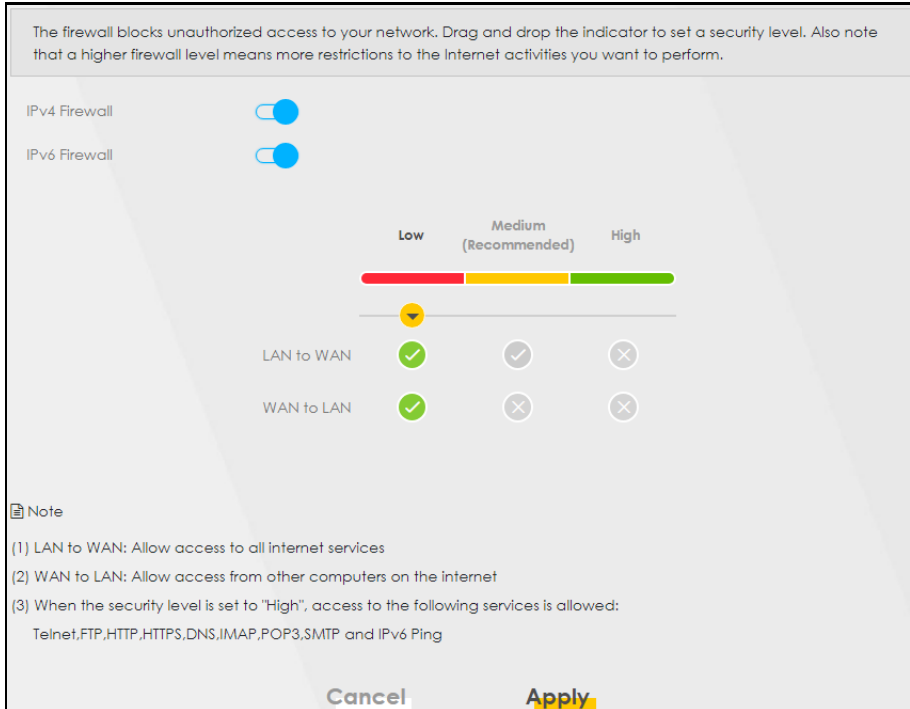 The firewall blocks unauthorized access to your network. Drag and drop the indicator to set a security level. Also note
that a higher firewall level means more restrictions to the Internet activities you want to perform.
IPv4 Firewall
IPv6 Firewall
Low
Medium
(Recommended)
High
LAN to WAN
WAN to LAN
Note
(1) LAN to WAN: Allow access to all internet services
(2) WAN to LAN: Allow access from other computers on the internet
(3) When the security level is set to "High", access to the following services is allowed:
Telnet,FTP,HTTP,HTTPS,DNS,IMAP,POP3,SMTP and IPv6 Ping
Cancel
Apply